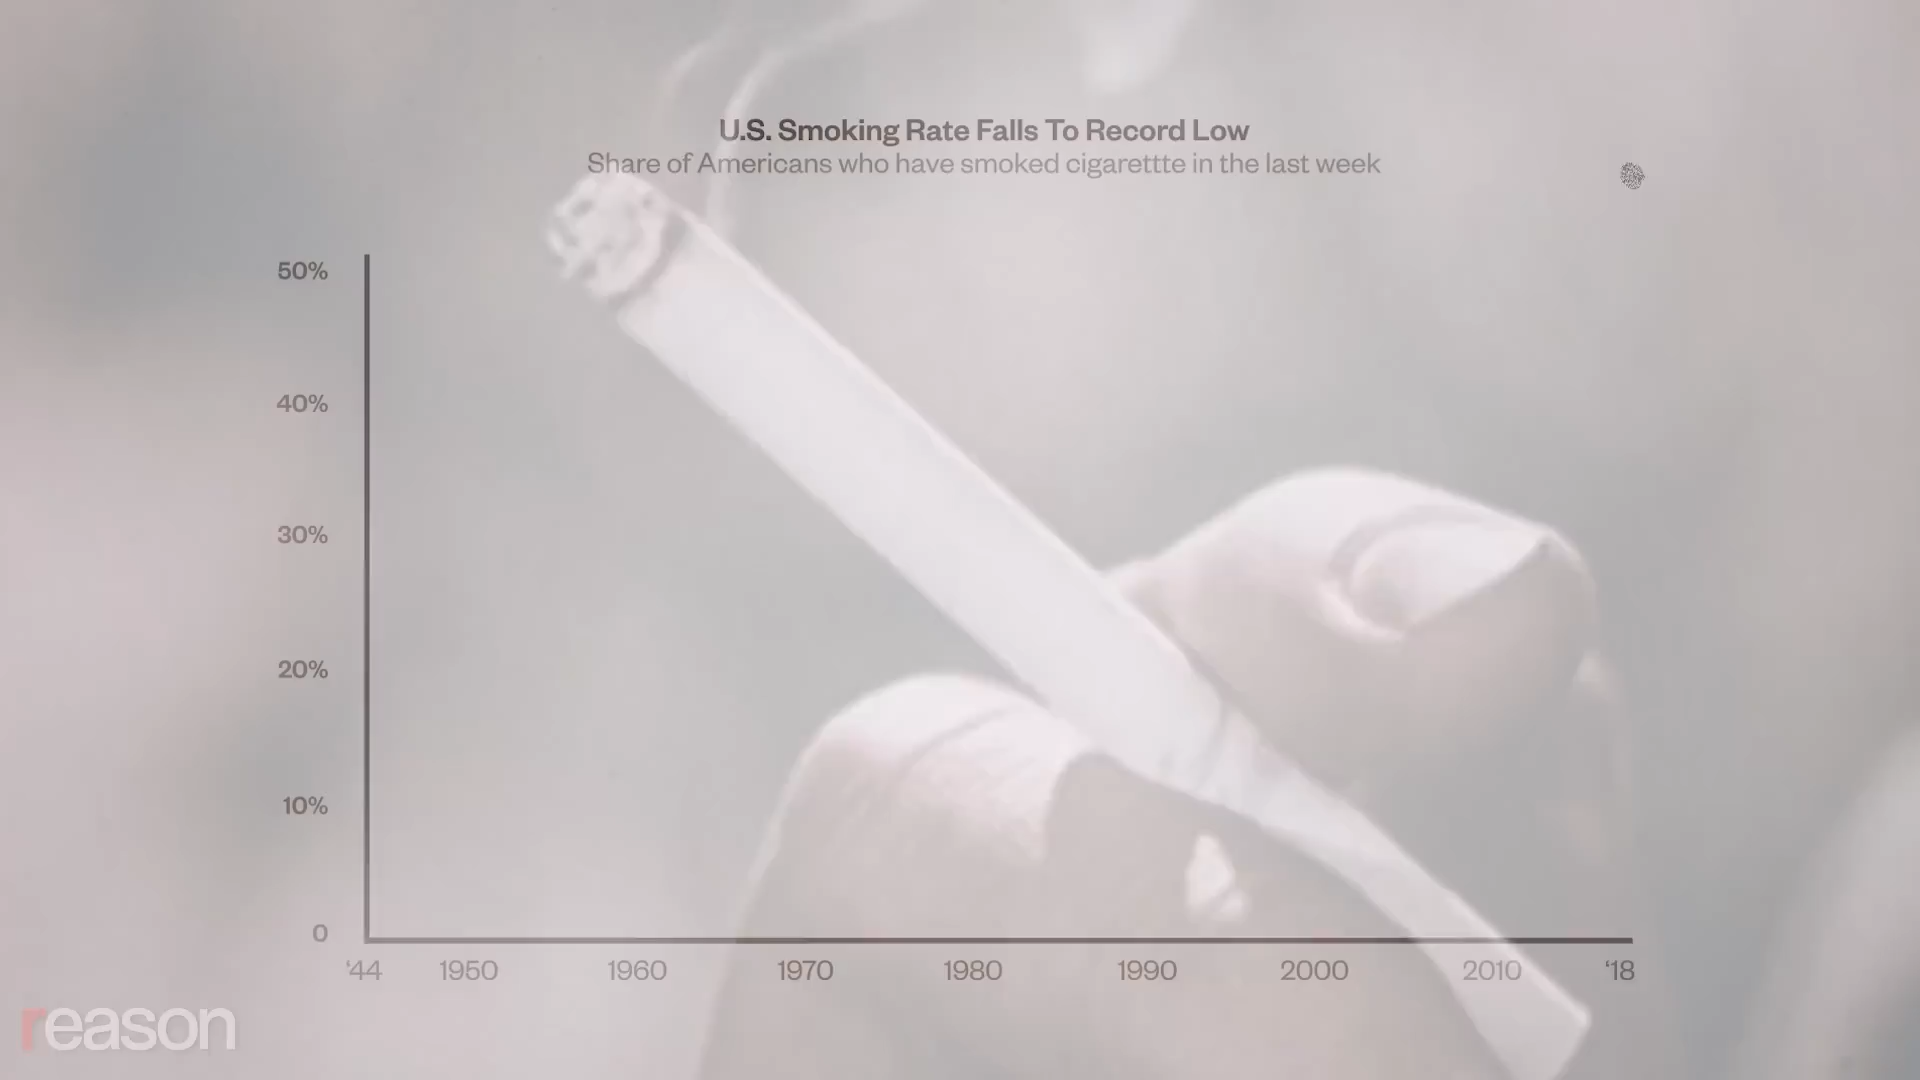 U.S. Smoking Rate Falls To Record Low
Share of Americans who have smoked cigarettte in the last week
50%
40%
30%
20%
10%
0
'44 1950 1960 1970 1980 1990 2000 2010 '18
reason